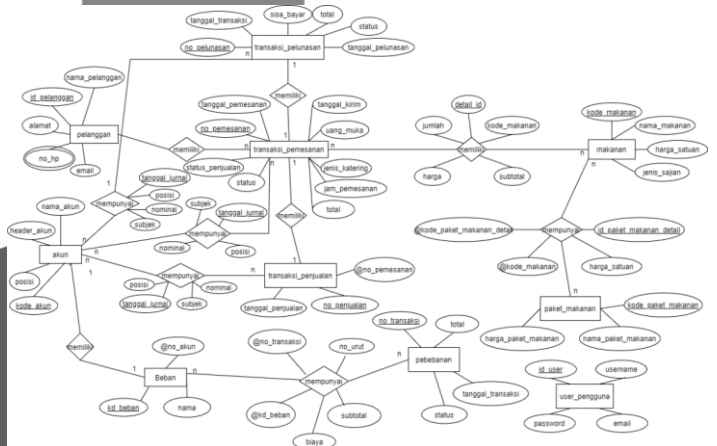 sisa_bayar
total
tanggal_transaksi
status
no_pelunasan
transaksi_pelunasan
tanggal_pelunasan
n
n
1
nama_pelanggan
memiliki
id_pelanggan
tanggal_pemesanan
tanggal_kirim
detail_id
kode_makanan
alamat
no_pemesanan
uang_muka
jumlah
kode_makanan
nama_makanan
pelanggan
1
1
memiliki
n
transaksi_pemesanan
n
memiliki
n
makanan
harga_satuan
no_hp
status_penjualan
jenis_katering
n
email
tanggal_jurnal
status
jam_pemesanan
harga
subtotal
jenis_sajian
posisi
subjek
total
nama_akun
mempunyai
nominal
tanggal_jurnal
memiliki
header_akun
subjek
mempunyai
@kode_paket_makanan_detail
mempunyai
id_paket_makanan_detail
akun
n
nominal
posisi
1
@no_pemesanan
@kode_makanan
harga_satuan
mempunyai
n
transaksi_penjualan
n
posisi
1
posisi
nominal
kode_paket_makanan
tanggal_jurnal
subjek
tanggal_penjualan
no_penjualan
paket_makanan
kode_akun
no_transaksi
total
harga_paket_makanan
nama_paket_makanan
memiliki
@no_akun
@no_transaksi
no_urut
pebebanan
1
Beban
n
mempunyai
n
id_user
username
kd_beban
nama
@kd_beban
subtotal
tanggal_transaksi
user_pengguna
biaya
status
password
email